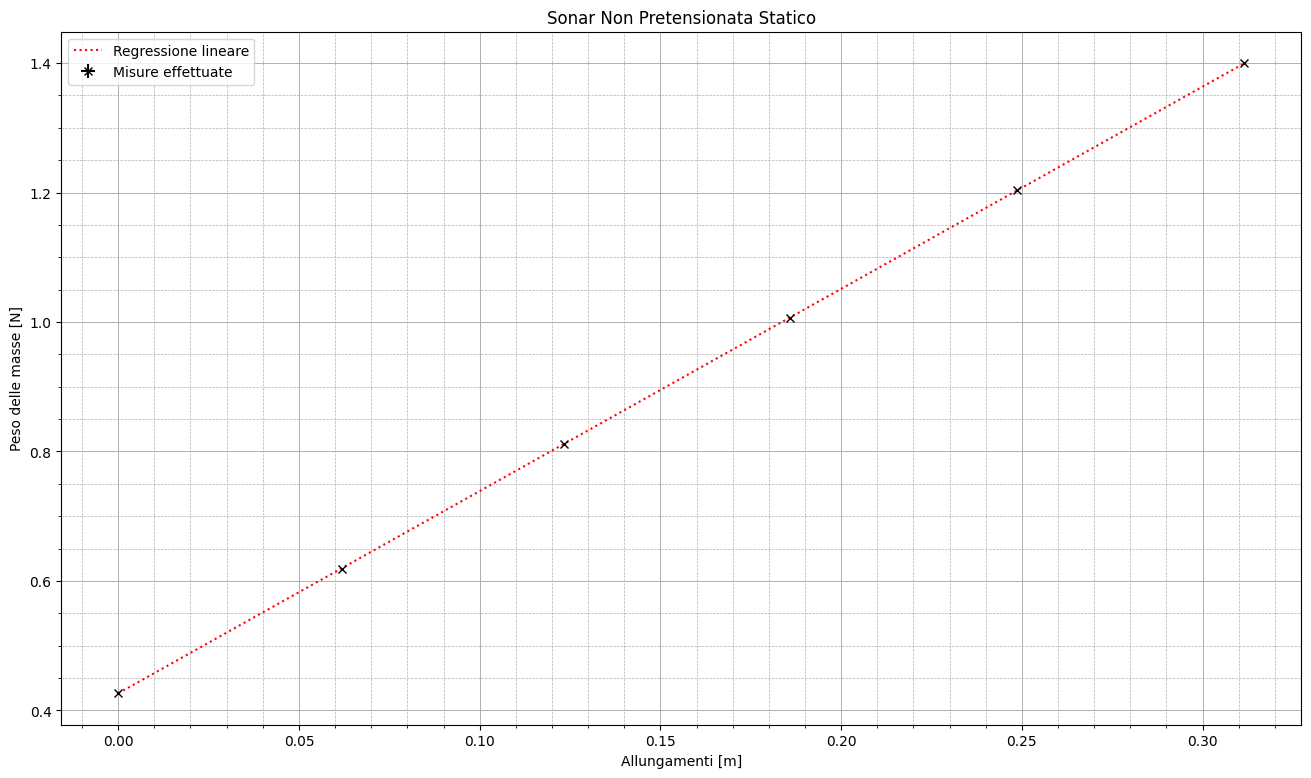 Sonar Non Pretensionata Statico
Regressione lineare
Misure effettuate
1.4
1.2
1.0
0.8
0.6
0.4
Peso delle masse [N]
0.00 0.05 0.10 0.15 0.20 0.25 0.30
Allungamenti [m]